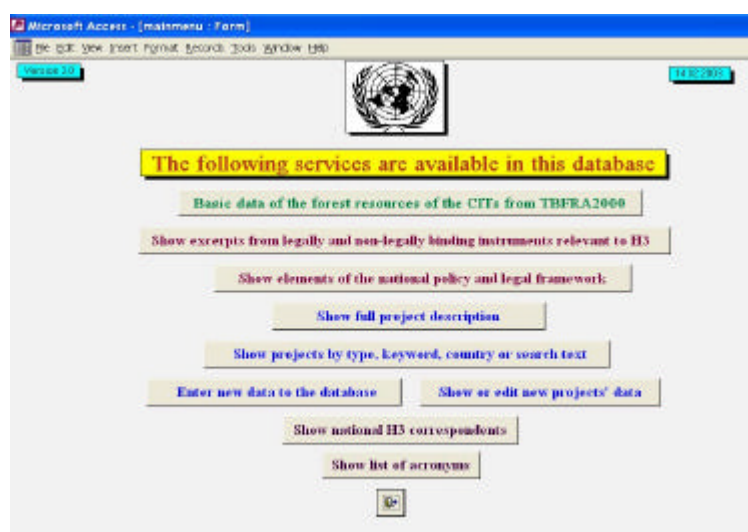 Microsoft Access - [mainmenu : Form]
File Edit View Insert Format Records Tools Window Help
Version 3.0
14.02.2003
The following services are available in this database
Basic data of the forest resources of the CITs from TBFRA2000
Show excerpts from legally and non-legally binding instruments relevant to H3
Show elements of the national policy and legal framework
Show full project description
Show projects by type, keyword, country or search text
Enter new data to the database
Show or edit new projects' data
Show national H3 correspondents
Show list of acronyms